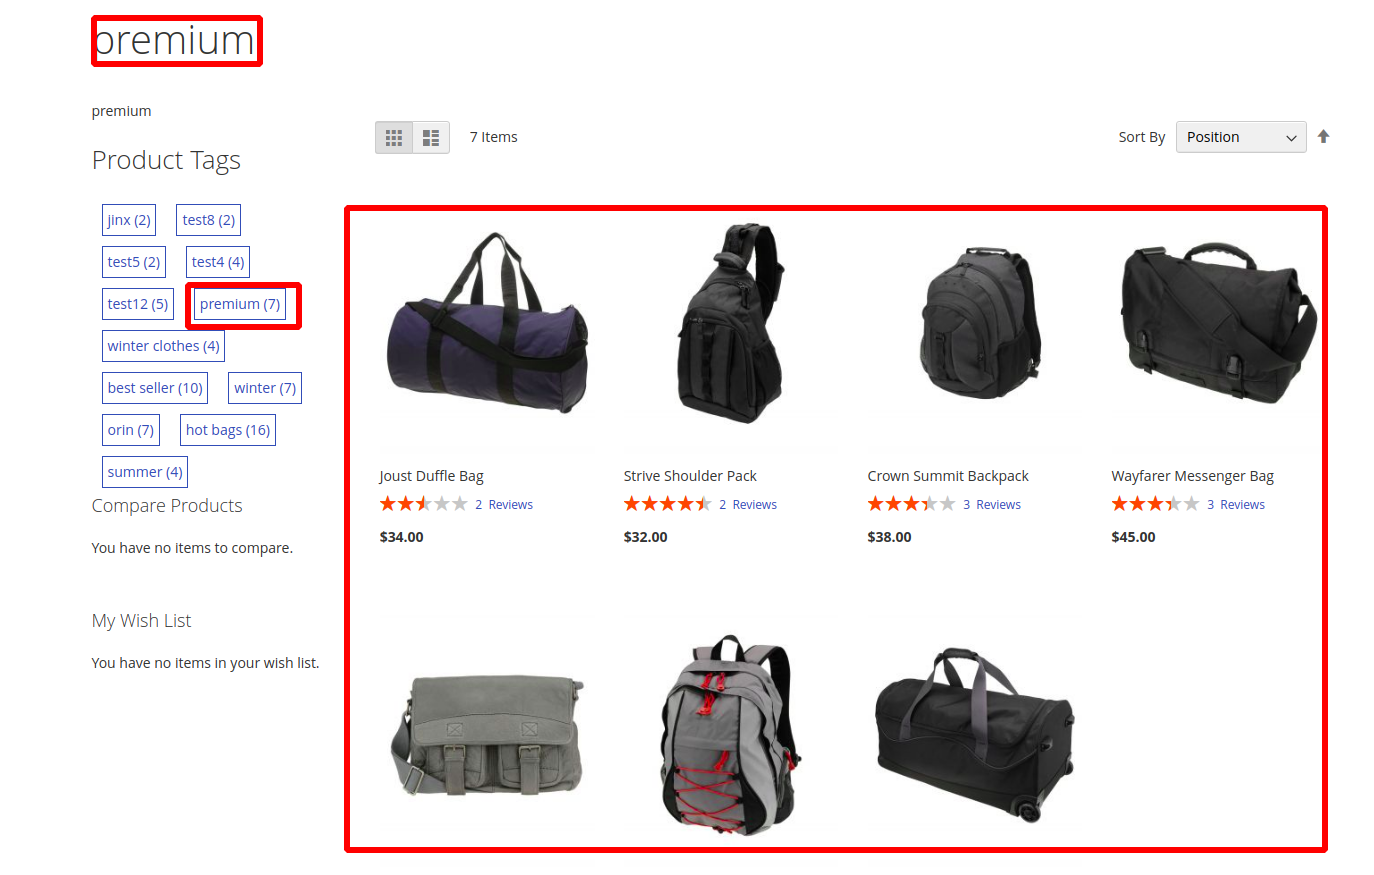 premium
premium
Product Tags
jinx (2) test8 (2)
test5 (2) test4 (4)
test12 (5) premium (7)
winter clothes (4)
best seller (10) winter (7)
orin (7) hot bags (16)
summer (4)
Compare Products
You have no items to compare.
My Wish List
You have no items in your wish list.
7 Items
Sort By Position
Joust Duffle Bag
2 Reviews
$34.00
Strive Shoulder Pack
2 Reviews
$32.00
Crown Summit Backpack
3 Reviews
$38.00
Wayfarer Messenger Bag
3 Reviews
$45.00